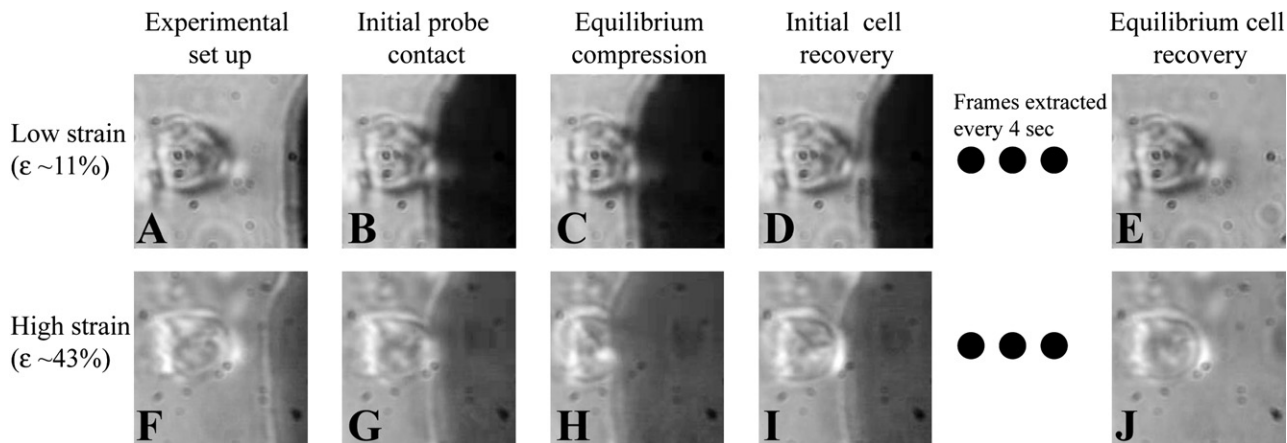 Experimental
set up
Initial probe
contact
Equilibrium
compression
Initial cell
recovery
Equilibrium cell
recovery
Low strain
(ε ~11%)
A
B
C
D
Frames extracted
every 4 sec
E
High strain
(ε ~43%)
F
G
H
I
J